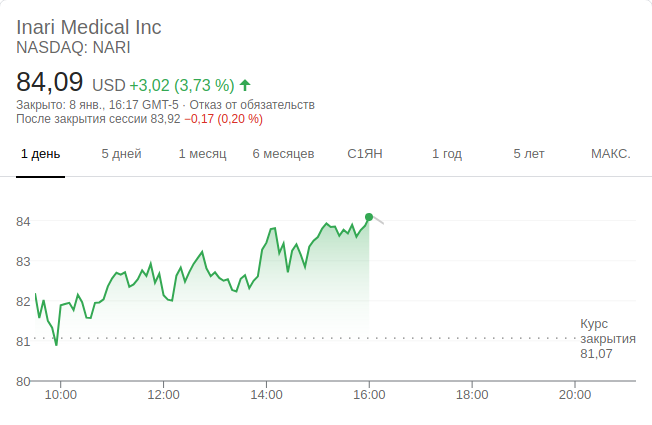 Inari Medical Inc
NASDAQ: NARI
84,09 USD +3,02 (3,73 %)
Закрыто: 8 янв., 16:17 GMT-5 · Отказ от обязательств
После закрытия сессии 83,92 −0,17 (0,20 %)
1 день 5 дней 1 месяц 6 месяцев С1ЯН 1 год 5 лет МАКС.
84
83
82
81
80
Курс
закрытия
81,07
10:00 12:00 14:00 16:00 18:00 20:00